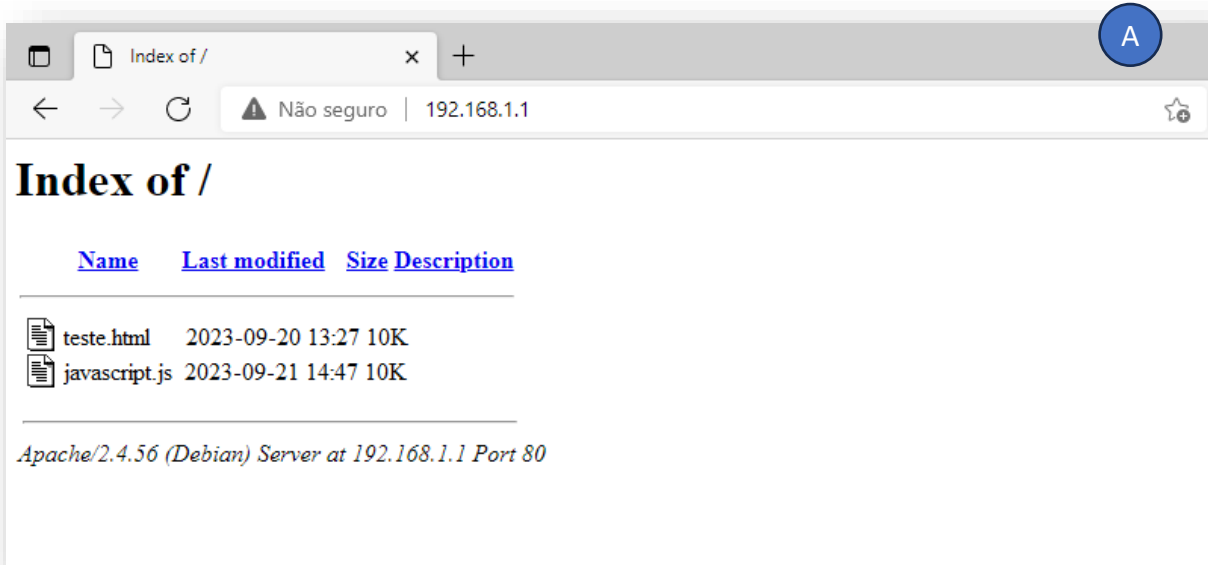 A
Index of /
Não seguro | 192.168.1.1
Index of /
Name Last modified Size Description
teste.html 2023-09-20 13:27 10K
javascript.js 2023-09-21 14:47 10K
Apache/2.4.56 (Debian) Server at 192.168.1.1 Port 80